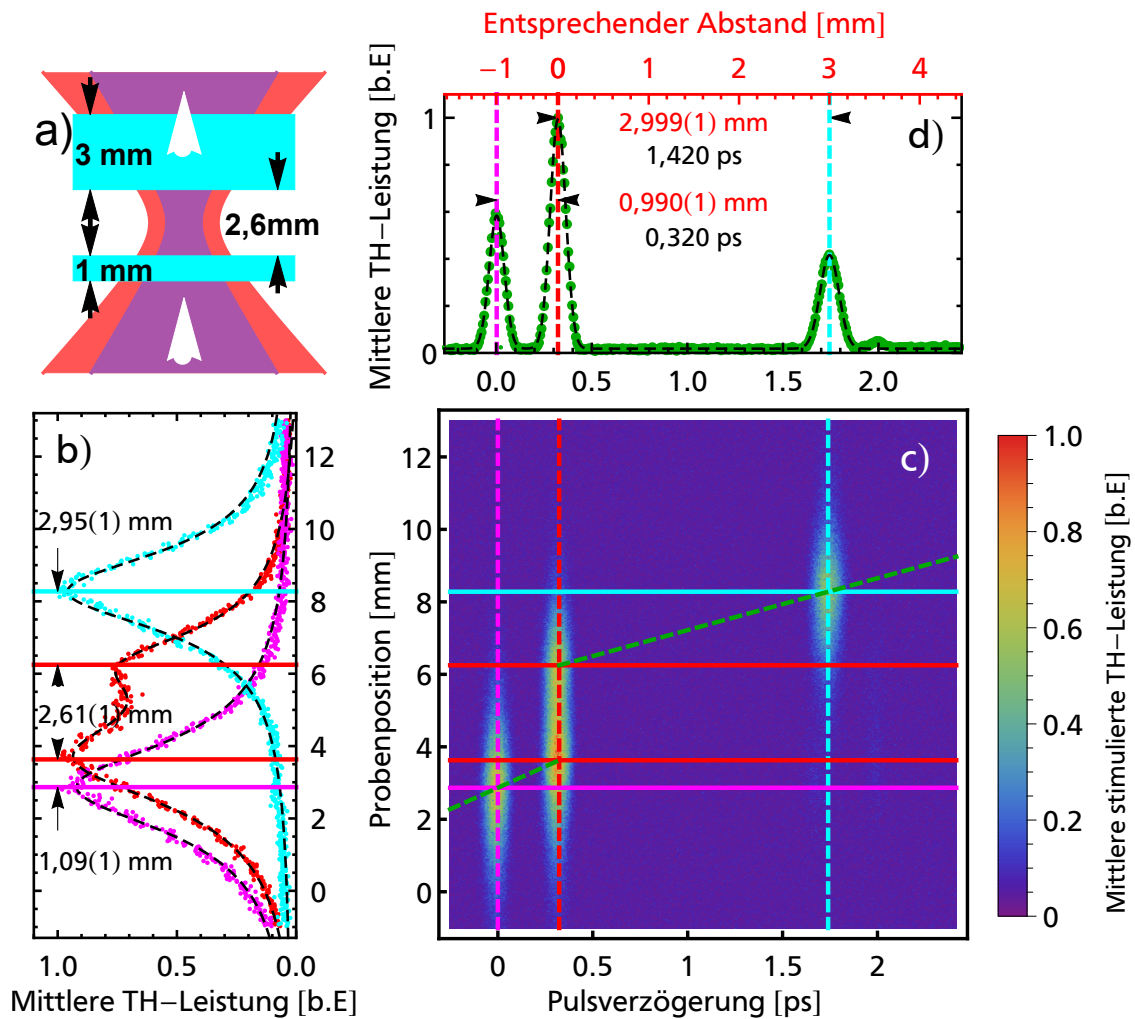 a)
3 mm
2,6mm
1 mm
Entsprechender Abstand [mm]
−1 0 1 2 3 4
Mittlere TH−Leistung [b.E]
1
0
d)
2,999(1) mm
1,420 ps
0,990(1) mm
0,320 ps
0.0 0.5 1.0 1.5 2.0
b)
2,95(1) mm
2,61(1) mm
1,09(1) mm
12
10
8
6
4
2
0
1.0 0.5 0.0
Mittlere TH−Leistung [b.E]
c)
Probenposition [mm]
12
10
8
6
4
2
0
0 0.5 1 1.5 2
Pulsverzögerung [ps]
1.0
0.8
0.6
0.4
0.2
0
Mittlere stimulierte TH−Leistung [b.E]